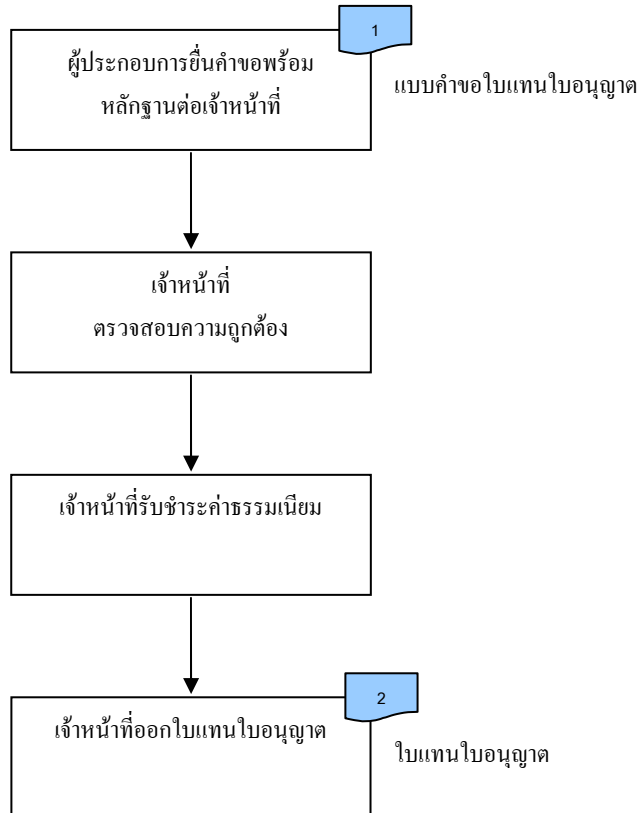 1
ผู้ประกอบการยื่นคำขอพร้อม
หลักฐานต่อเจ้าหน้าที่
แบบคำขอใบแทนใบอนุญาต
เจ้าหน้าที่
ตรวจสอบความถูกต้อง
เจ้าหน้าที่รับชำระค่าธรรมเนียม
2
เจ้าหน้าที่ออกใบแทนใบอนุญาต
ใบแทนใบอนุญาต